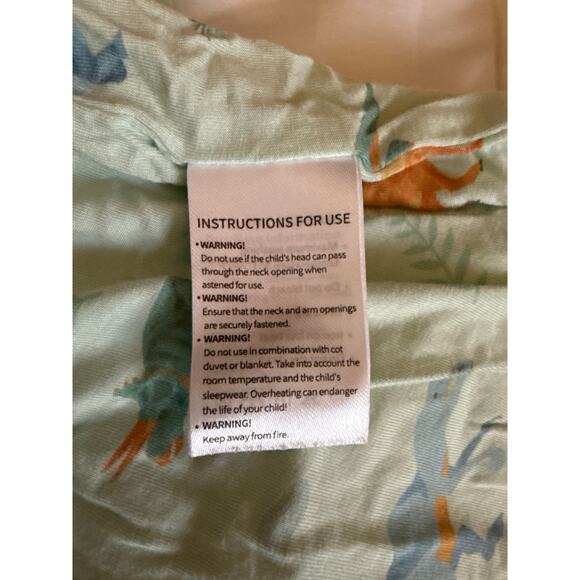 INSTRUCTIONS FOR USE
• WARNING!
Do not use if the child's head can pass
through the neck opening when
astened for use.
• WARNING!
Ensure that the neck and arm openings
are securely fastened.
• WARNING!
Do not use in combination with cot
duvet or blanket. Take into account the
room temperature and the child's
sleepwear. Overheating can endanger
the life of your child!
• WARNING!
Keep away from fire.